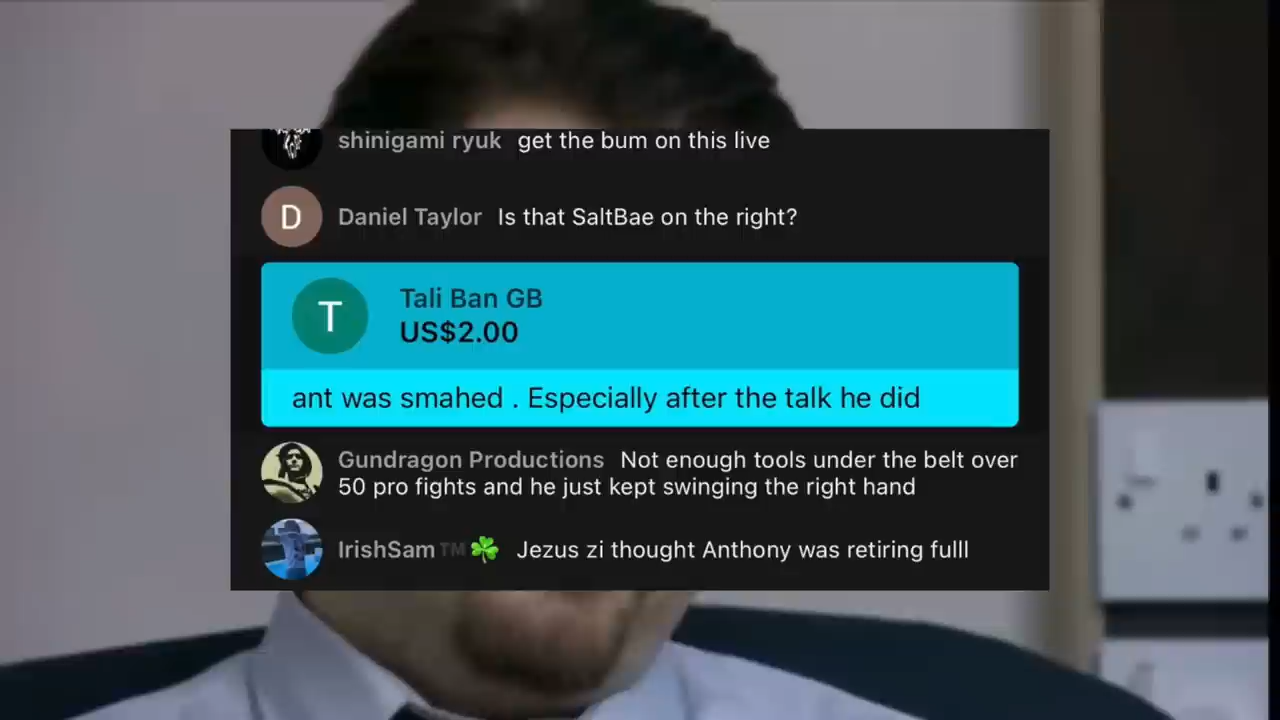 shinigami ryuk get the bum on this live
D Daniel Taylor Is that SaltBae on the right?
T Tali Ban GB
US$2.00
ant was smahed . Especially after the talk he did
Gundragon Productions Not enough tools under the belt over
50 pro fights and he just kept swinging the right hand
IrishSam™☘️ Jezus zi thought Anthony was retiring fulll